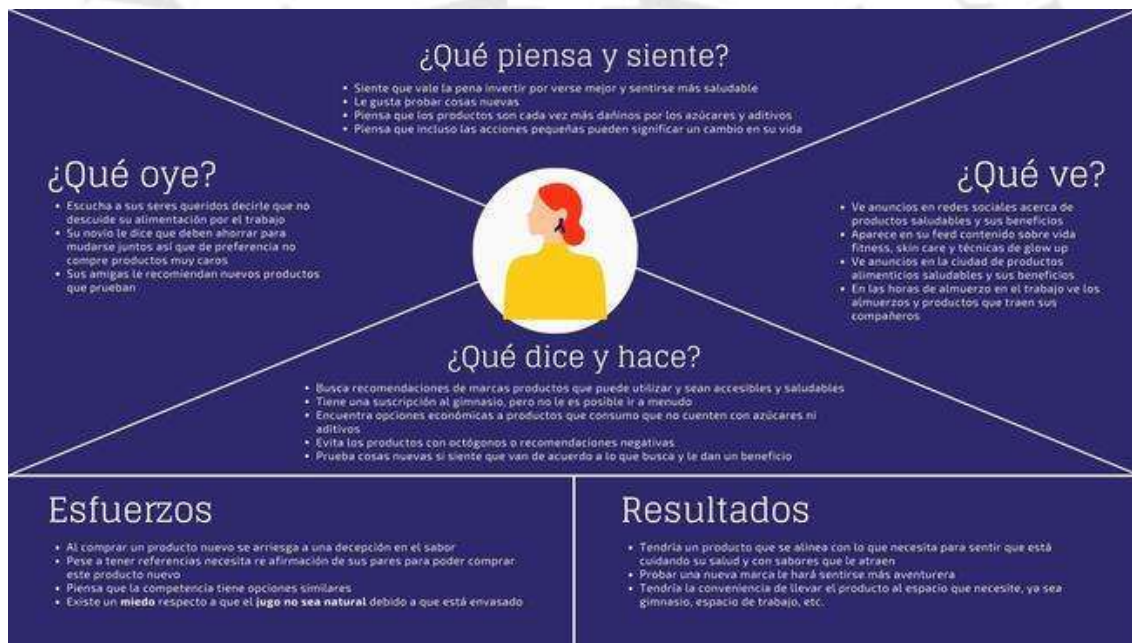 ¿Qué piensa y siente?
• Siente que vale la pena invertir por verse mejor y sentirse más saludable
• Le gusta probar cosas nuevas
• Piensa que los productos son cada vez más dañinos por los azúcares y aditivos
• Piensa que incluso las acciones pequeñas pueden significar un cambio en su vida
¿Qué oye?
• Escucha a sus seres queridos decirle que no
descuide su alimentación por el trabajo
• Su novio le dice que deben ahorrar para
mudarse juntos así que de preferencia no
compre productos muy caros
• Sus amigas le recomiendan nuevos productos
que prueban
¿Qué ve?
• Ve anuncios en redes sociales acerca de
productos saludables y sus beneficios
• Aparece en su feed contenido sobre vida
fitness, skin care y técnicas de glow up
• Ve anuncios en la ciudad de productos
alimenticios saludables y sus beneficios
• En las horas de almuerzo en el trabajo ve los
almuerzos y productos que traen sus
compañeros
¿Qué dice y hace?
• Busca recomendaciones de marcas productos que puede utilizar y sean accesibles y saludables
• Tiene una suscripción al gimnasio, pero no le es posible ir a menudo
• Encuentra opciones económicas a productos que consumo que no cuenten con azúcares ni
aditivos
• Evita los productos con octógonos o recomendaciones negativas
• Prueba cosas nuevas si siente que van de acuerdo a lo que busca y le dan un beneficio
Esfuerzos
• Al comprar un producto nuevo se arriesga a una decepción en el sabor
• Pese a tener referencias necesita re afirmación de sus pares para poder comprar
este producto nuevo
• Piensa que la competencia tiene opciones similares
• Existe un miedo respecto a que el jugo no sea natural debido a que está envasado
Resultados
• Tendría un producto que se alinea con lo que necesita para sentir que está
cuidando su salud y con sabores que le atraen
• Probar una nueva marca le hará sentirse más aventurera
• Tendría la conveniencia de llevar el producto al espacio que necesite, ya sea
gimnasio, espacio de trabajo, etc.